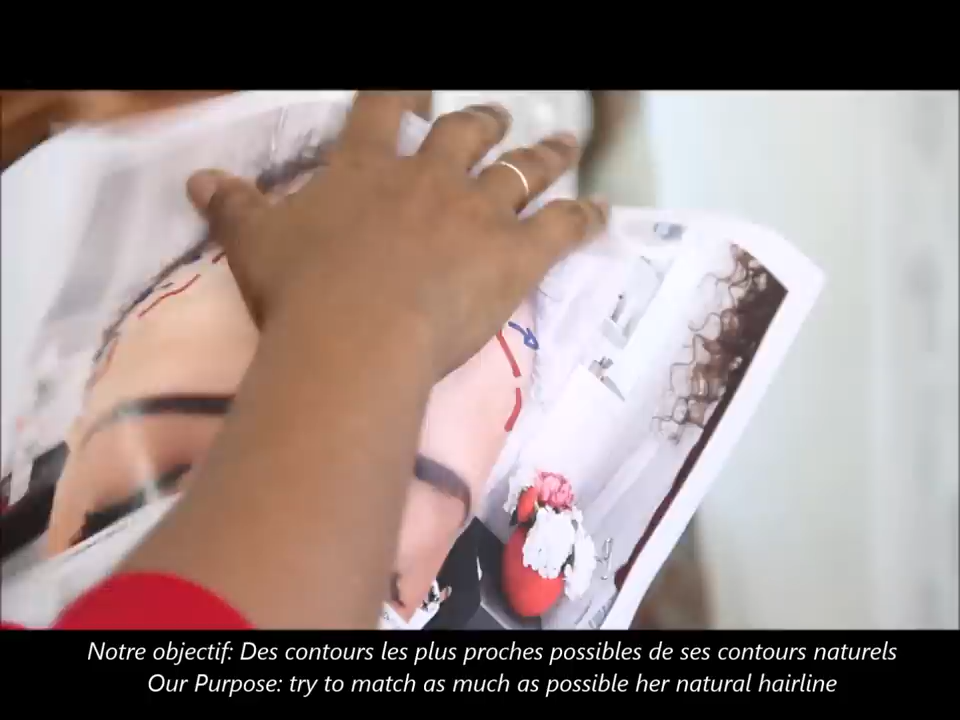 Notre objectif: Des contours les plus proches possibles de ses contours naturels
Our Purpose: try to match as much as possible her natural hairline